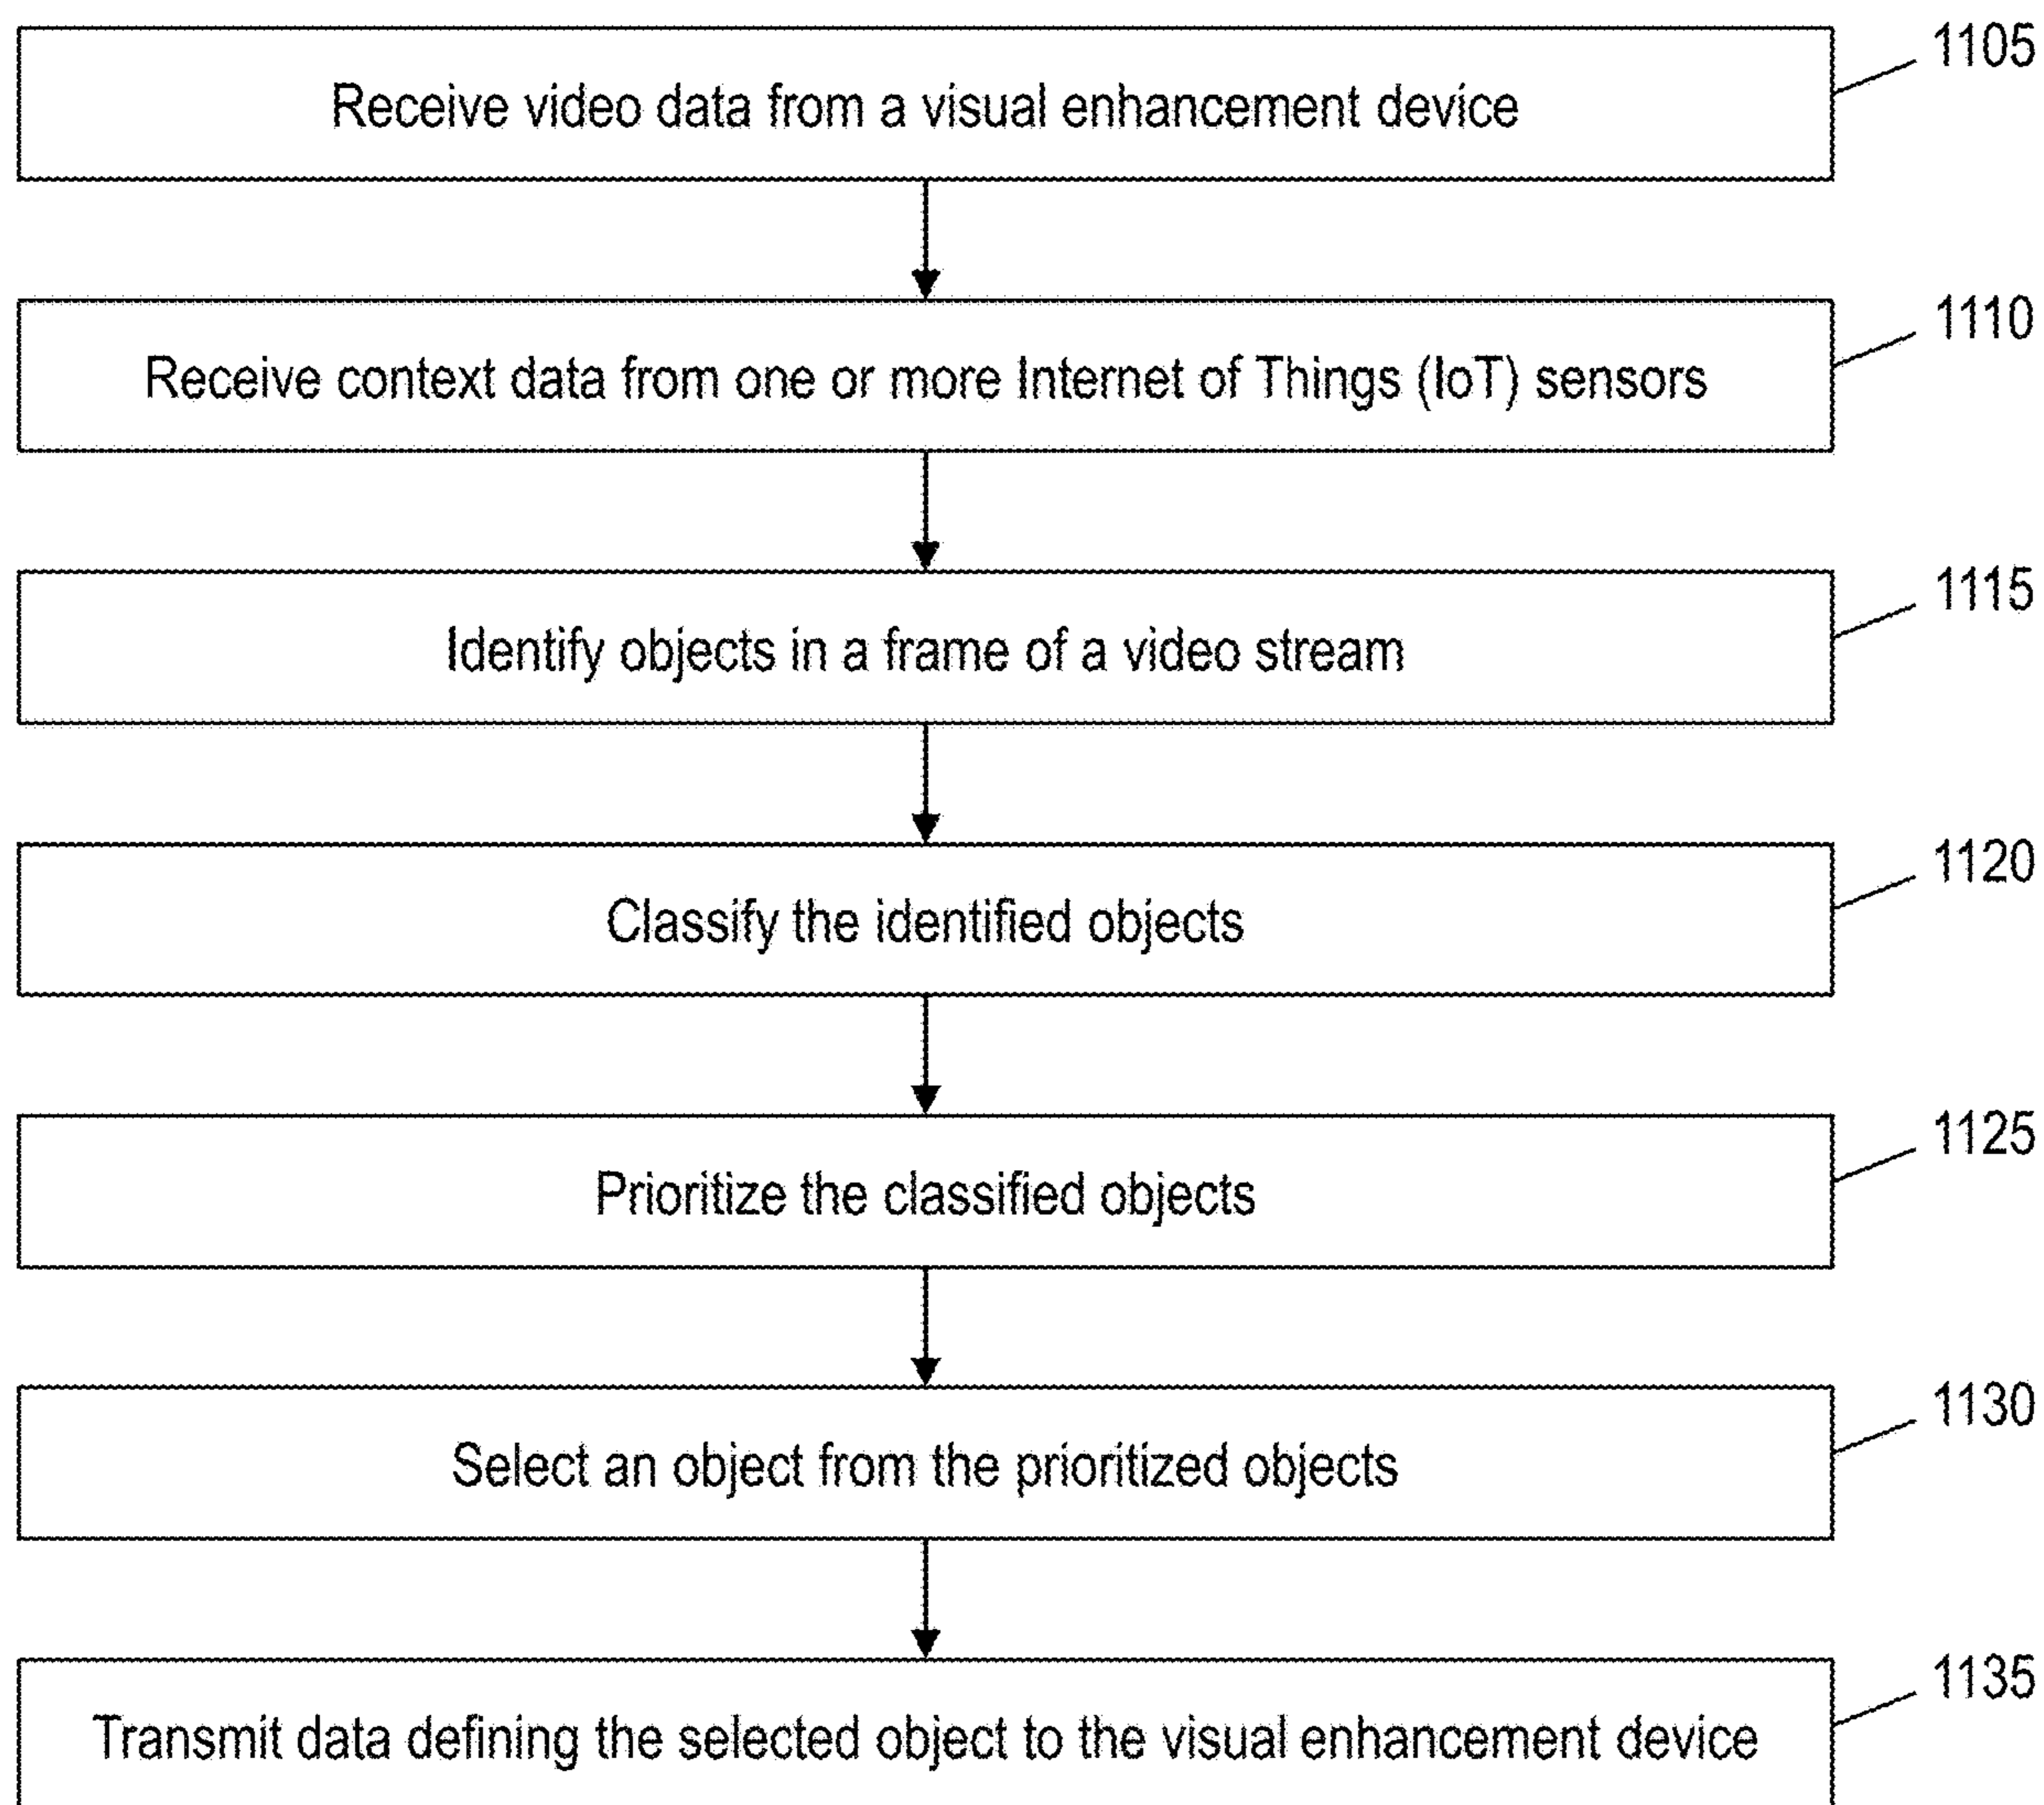 1105
Receive video data from a visual enhancement device
1110
Receive context data from one or more Internet of Things (IoT) sensors
1115
Identify objects in a frame of a video stream
1120
Classify the identified objects
1125
Prioritize the classified objects
1130
Select an object from the prioritized objects
1135
Transmit data defining the selected object to the visual enhancement device